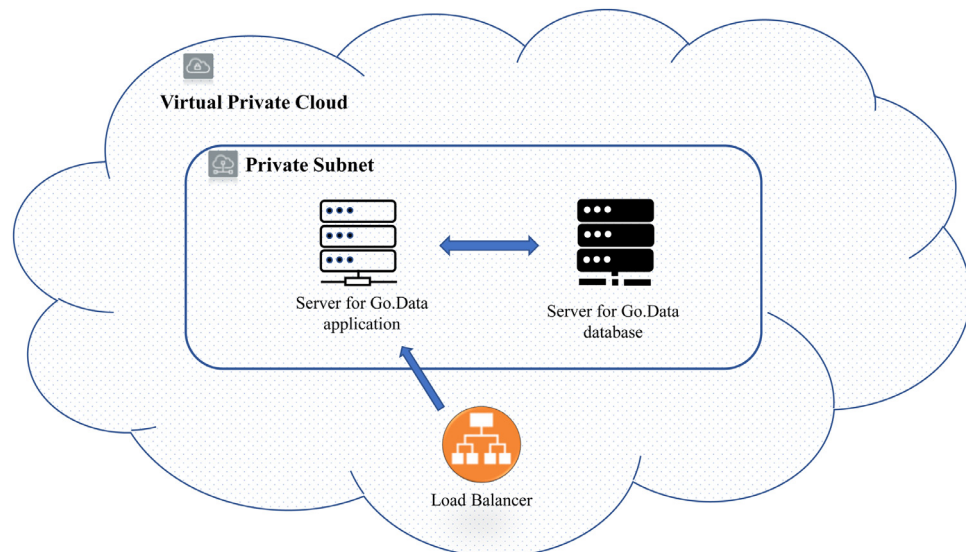 Virtual Private Cloud
Private Subnet
Server for Go.Data
application
Server for Go.Data
database
Load Balancer